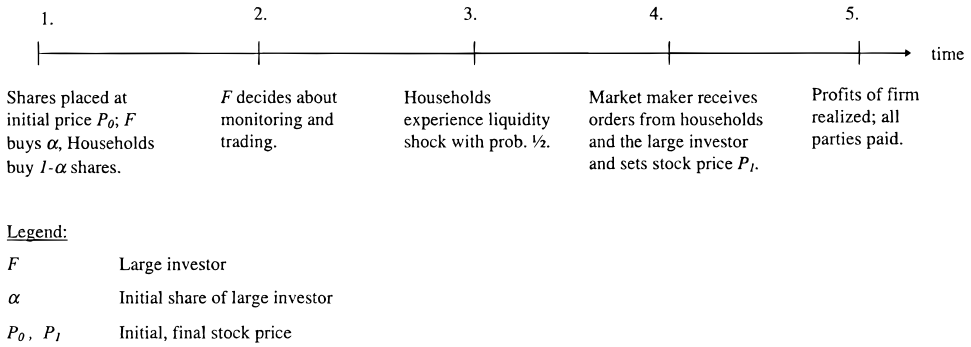 1. 2. 3. 4. 5.
time
Shares placed at
initial price P0; F
buys α, Households
buy 1-α shares.
F decides about
monitoring and
trading.
Households
experience liquidity
shock with prob. ½.
Market maker receives
orders from households
and the large investor
and sets stock price P1.
Profits of firm
realized; all
parties paid.
Legend:
F Large investor
α Initial share of large investor
P0, P1 Initial, final stock price